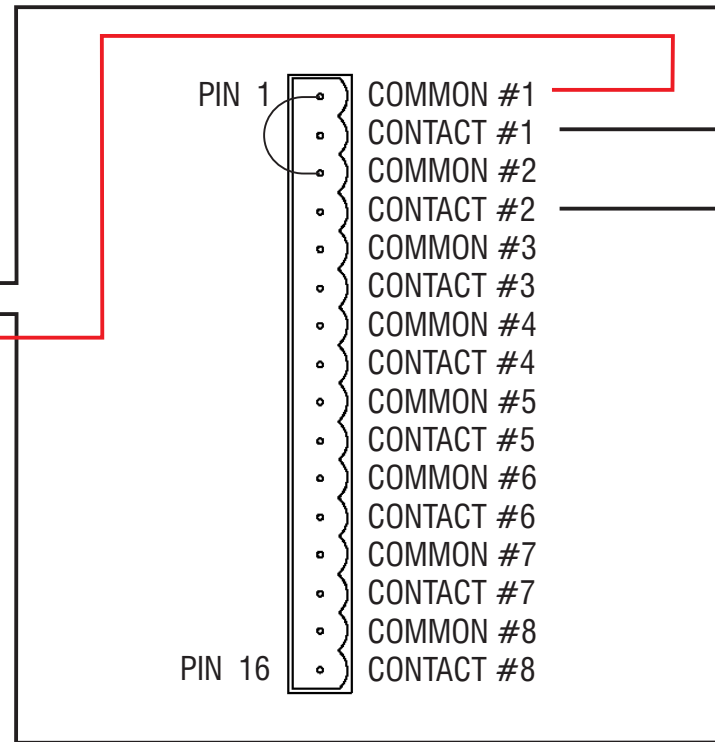 PIN 1 COMMON #1
CONTACT #1
COMMON #2
CONTACT #2
COMMON #3
CONTACT #3
COMMON #4
CONTACT #4
COMMON #5
CONTACT #5
COMMON #6
CONTACT #6
COMMON #7
CONTACT #7
COMMON #8
PIN 16 CONTACT #8